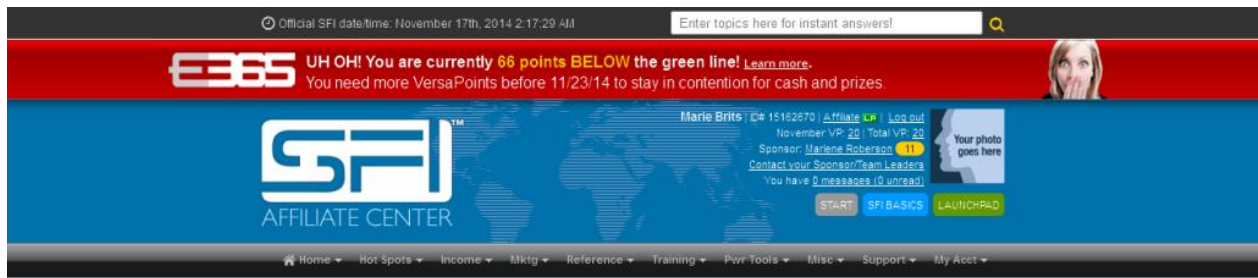 Official SFI date/time: November 17th, 2014 2:17:29 AM
Enter topics here for instant answers!
E365
UH OH! You are currently 66 points BELOW the green line! Learn more.
You need more VersaPoints before 11/23/14 to stay in contention for cash and prizes.
SFI™
AFFILIATE CENTER
Marie Brits | ID# 15162670 | Affiliate LP | Log out
November VP: 20 | Total VP: 20
Sponsor: Marlene Roberson 11
Contact your Sponsor/Team Leaders
You have 0 messages (0 unread)
Your photo
goes here
START SFI BASICS LAUNCHPAD
Home Hot Spots Income Mktg Reference Training Pwr Tools Misc Support My Acct